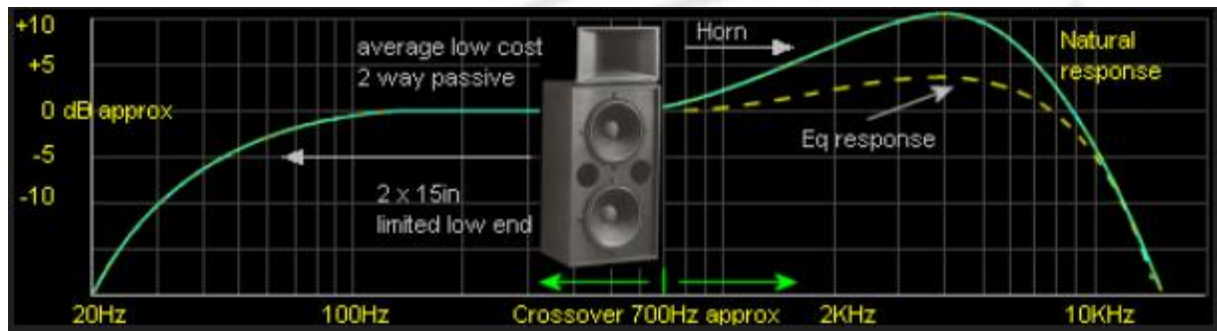 +10
+5
0 dB approx
-5
-10
average low cost
2 way passive
Horn
Natural
response
Eq response
2 x 15in
limited low end
20Hz
100Hz
Crossover 700Hz approx
2KHz
10KHz